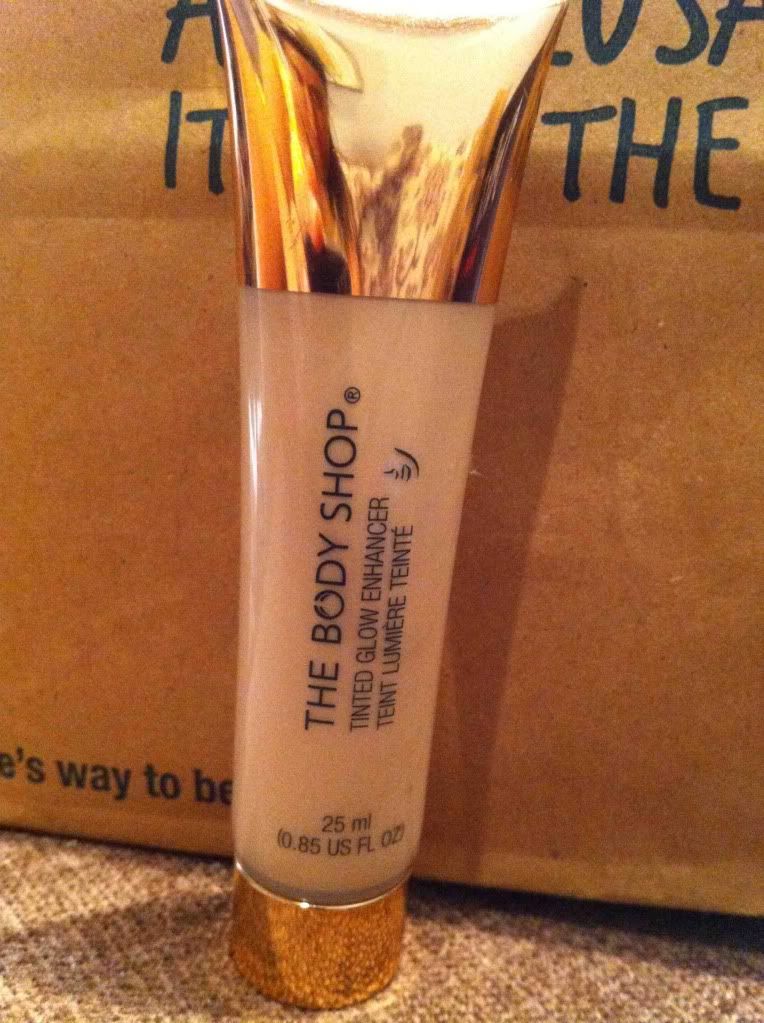 IT
THE
THE BODY SHOP®
TINTED GLOW ENHANCER
TEINT LUMIÈRE TEINTÉ
25 ml
(0.85 US FL OZ)
way to